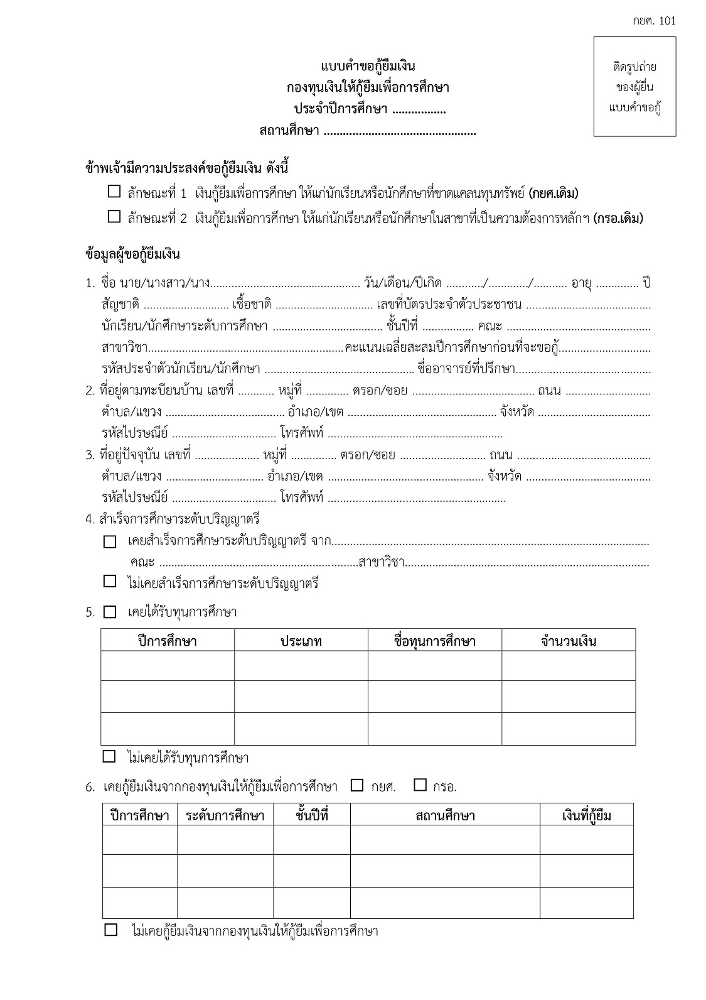 กยศ. 101
ติดรูปถ่าย
ของผู้ยื่น
แบบคำขอกู้
แบบคำขอกู้ยืมเงิน
กองทุนเงินให้กู้ยืมเพื่อการศึกษา
ประจำปีการศึกษา .................
สถานศึกษา ................................................
ข้าพเจ้ามีความประสงค์ขอกู้ยืมเงิน ดังนี้
☐ ลักษณะที่ 1 เงินกู้ยืมเพื่อการศึกษา ให้แก่นักเรียนหรือนักศึกษาที่ขาดแคลนทุนทรัพย์ (กยศ.เดิม)
☐ ลักษณะที่ 2 เงินกู้ยืมเพื่อการศึกษา ให้แก่นักเรียนหรือนักศึกษาในสาขาที่เป็นความต้องการหลักฯ (กรอ.เดิม)
ข้อมูลผู้ขอกู้ยืมเงิน
1. ชื่อ นาย/นางสาว/นาง................................................. วัน/เดือน/ปีเกิด ............/............./........... อายุ .............. ปี
สัญชาติ ............................ เชื้อชาติ ................................ เลขที่บัตรประจำตัวประชาชน .........................................
นักเรียน/นักศึกษาระดับการศึกษา .................................... ชั้นปีที่ ................. คณะ ...............................................
สาขาวิชา................................................................คะแนนเฉลี่ยสะสมปีการศึกษาก่อนที่จะขอกู้..............................
รหัสประจำตัวนักเรียน/นักศึกษา ................................................. ชื่ออาจารย์ที่ปรึกษา............................................
2. ที่อยู่ตามทะบียนบ้าน เลขที่ ............ หมู่ที่ .............. ตรอก/ซอย ........................................ ถนน ............................
ตำบล/แขวง ....................................... อำเภอ/เขต ................................................. จังหวัด .....................................
รหัสไปรษณีย์ .................................. โทรศัพท์ .........................................................
3. ที่อยู่ปัจจุบัน เลขที่ ..................... หมู่ที่ ............... ตรอก/ซอย ............................ ถนน ............................................
ตำบล/แขวง ................................ อำเภอ/เขต ................................................... จังหวัด .........................................
รหัสไปรษณีย์ .................................. โทรศัพท์ ..........................................................
4. สำเร็จการศึกษาระดับปริญญาตรี
☐ เคยสำเร็จการศึกษาระดับปริญญาตรี จาก........................................................................................................
คณะ .................................................................สาขาวิชา................................................................................
☐ ไม่เคยสำเร็จการศึกษาระดับปริญญาตรี
5. ☐ เคยได้รับทุนการศึกษา
ปีการศึกษา ประเภท ชื่อทุนการศึกษา จำนวนเงิน
☐ ไม่เคยได้รับทุนการศึกษา
6. เคยกู้ยืมเงินจากกองทุนเงินให้กู้ยืมเพื่อการศึกษา ☐ กยศ. ☐ กรอ.
ปีการศึกษา ระดับการศึกษา ชั้นปีที่ สถานศึกษา เงินที่กู้ยืม
☐ ไม่เคยกู้ยืมเงินจากกองทุนเงินให้กู้ยืมเพื่อการศึกษา